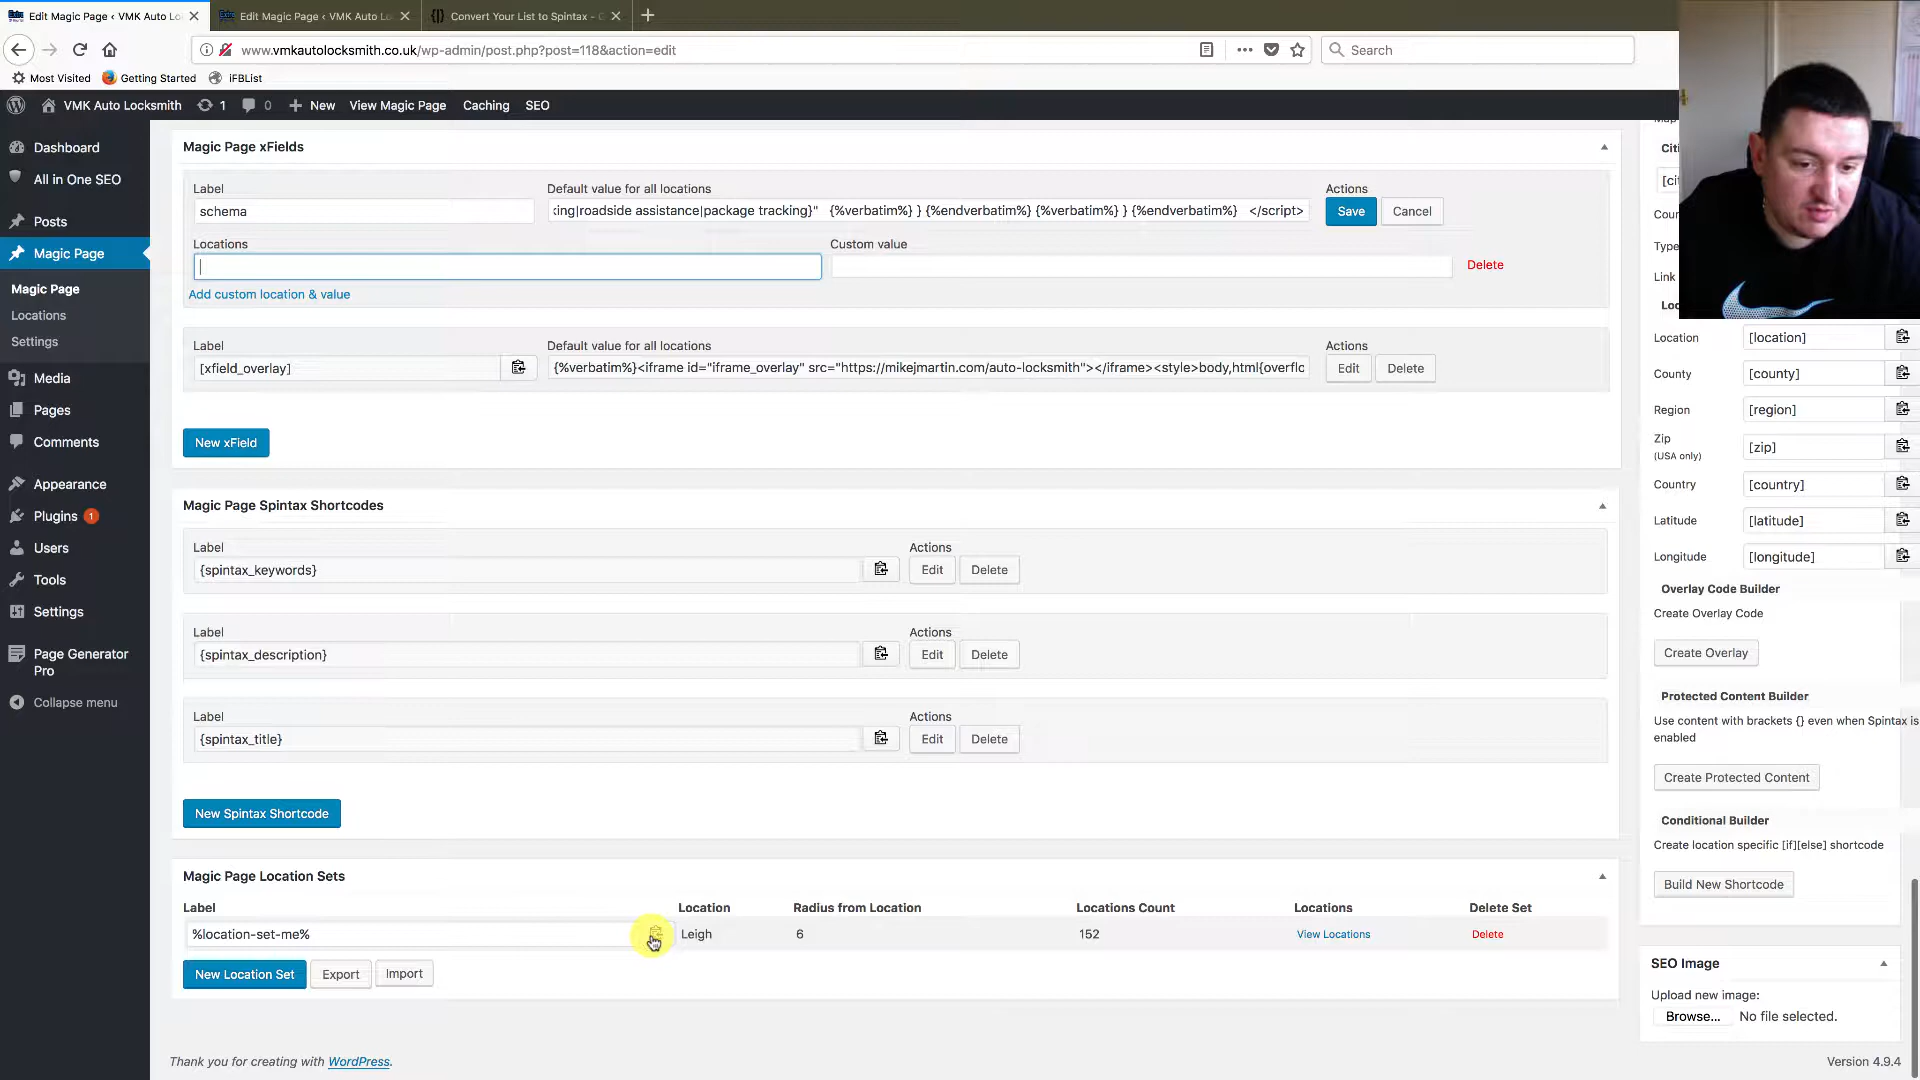 Edit Magic Page ‹ VMK Auto Lo
Edit Magic Page ‹ VMK Auto Lo
Convert Your List to Spintax -
www.vmkautolocksmith.co.uk/wp-admin/post.php?post=118&action=edit
Search
Most Visited
Getting Started
iFBList
VMK Auto Locksmith
1
0
New
View Magic Page
Caching
SEO
Dashboard
All in One SEO
Posts
Magic Page
Magic Page
Locations
Settings
Media
Pages
Comments
Appearance
Plugins 1
Users
Tools
Settings
Page Generator
Pro
Collapse menu
Magic Page xFields
Label
Default value for all locations
Actions
schema
king|roadside assistance|package tracking}" {%verbatim%} } {%endverbatim%} {%verbatim%} } {%endverbatim%} </script>
Save
Cancel
Locations
Custom value
Delete
Add custom location & value
Label
Default value for all locations
Actions
[xfield_overlay]
{%verbatim%}<iframe id="iframe_overlay" src="https://mikejmartin.com/auto-locksmith"></iframe><style>body,html{overflo
Edit
Delete
New xField
Magic Page Spintax Shortcodes
Label
Actions
{spintax_keywords}
Edit
Delete
Label
Actions
{spintax_description}
Edit
Delete
Label
Actions
{spintax_title}
Edit
Delete
New Spintax Shortcode
Magic Page Location Sets
Label
Location
Radius from Location
Locations Count
Locations
Delete Set
%location-set-me%
Leigh
6
152
View Locations
Delete
New Location Set
Export
Import
Thank you for creating with WordPress.
Version 4.9.4
Citi
[cit
Coun
Type
Link
Loc
Location
[location]
County
[county]
Region
[region]
Zip
(USA only)
[zip]
Country
[country]
Latitude
[latitude]
Longitude
[longitude]
Overlay Code Builder
Create Overlay Code
Create Overlay
Protected Content Builder
Use content with brackets {} even when Spintax is
enabled
Create Protected Content
Conditional Builder
Create location specific [if][else] shortcode
Build New Shortcode
SEO Image
Upload new image:
Browse...
No file selected.